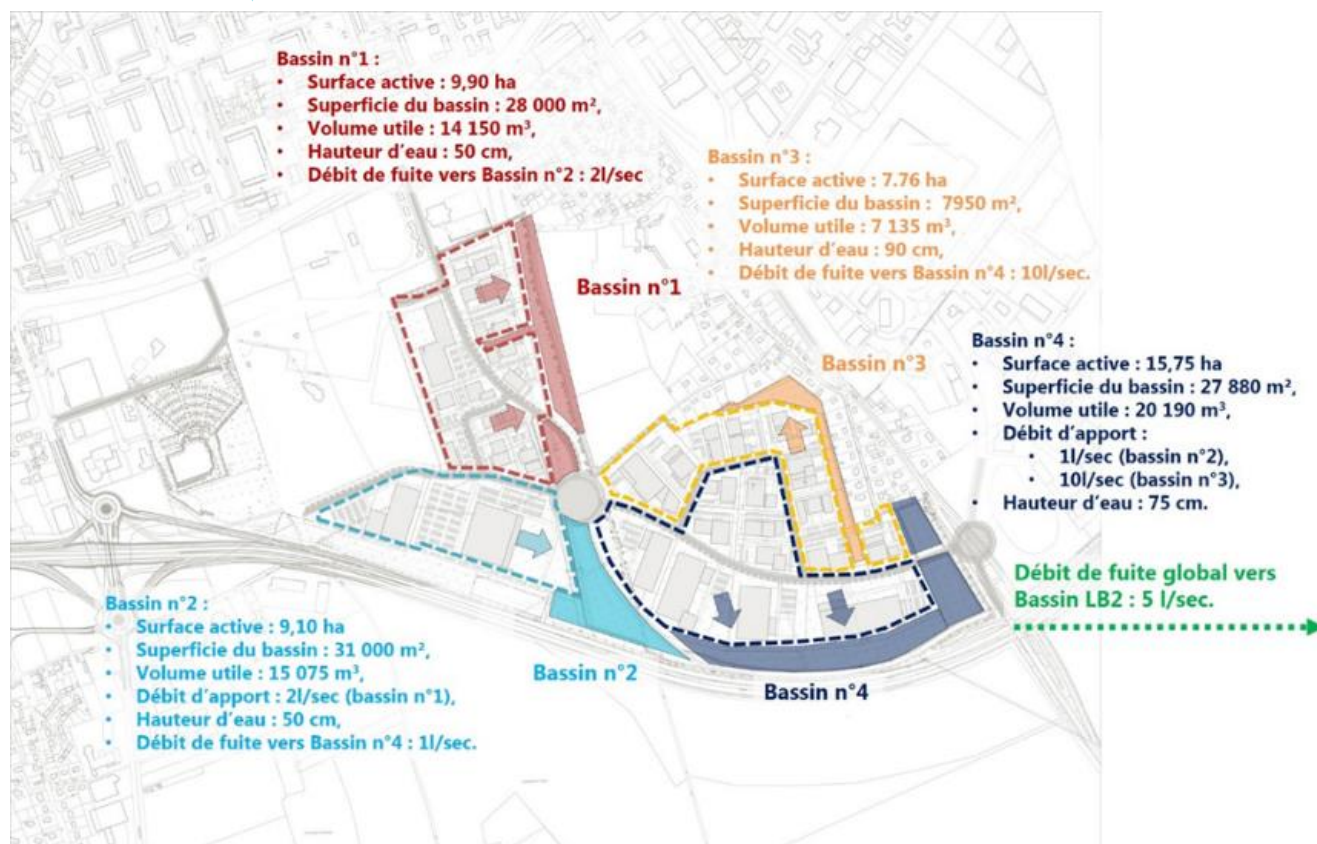 Bassin n°1 :
• Surface active : 9,90 ha
• Superficie du bassin : 28 000 m²,
• Volume utile : 14 150 m³,
• Hauteur d'eau : 50 cm,
• Débit de fuite vers Bassin n°2 : 2l/sec
Bassin n°3 :
• Surface active : 7.76 ha
• Superficie du bassin : 7950 m²,
• Volume utile : 7 135 m³,
• Hauteur d'eau : 90 cm,
• Débit de fuite vers Bassin n°4 : 10l/sec.
Bassin n°1
Bassin n°3
Bassin n°4 :
• Surface active : 15,75 ha
• Superficie du bassin : 27 880 m²,
• Volume utile : 20 190 m³,
• Débit d'apport :
• 1l/sec (bassin n°2),
• 10l/sec (bassin n°3),
• Hauteur d'eau : 75 cm.
Débit de fuite global vers
Bassin LB2 : 5 l/sec.
Bassin n°2 :
• Surface active : 9,10 ha
• Superficie du bassin : 31 000 m²,
• Volume utile : 15 075 m³,
• Débit d'apport : 2l/sec (bassin n°1),
• Hauteur d'eau : 50 cm,
• Débit de fuite vers Bassin n°4 : 1l/sec.
Bassin n°2
Bassin n°4